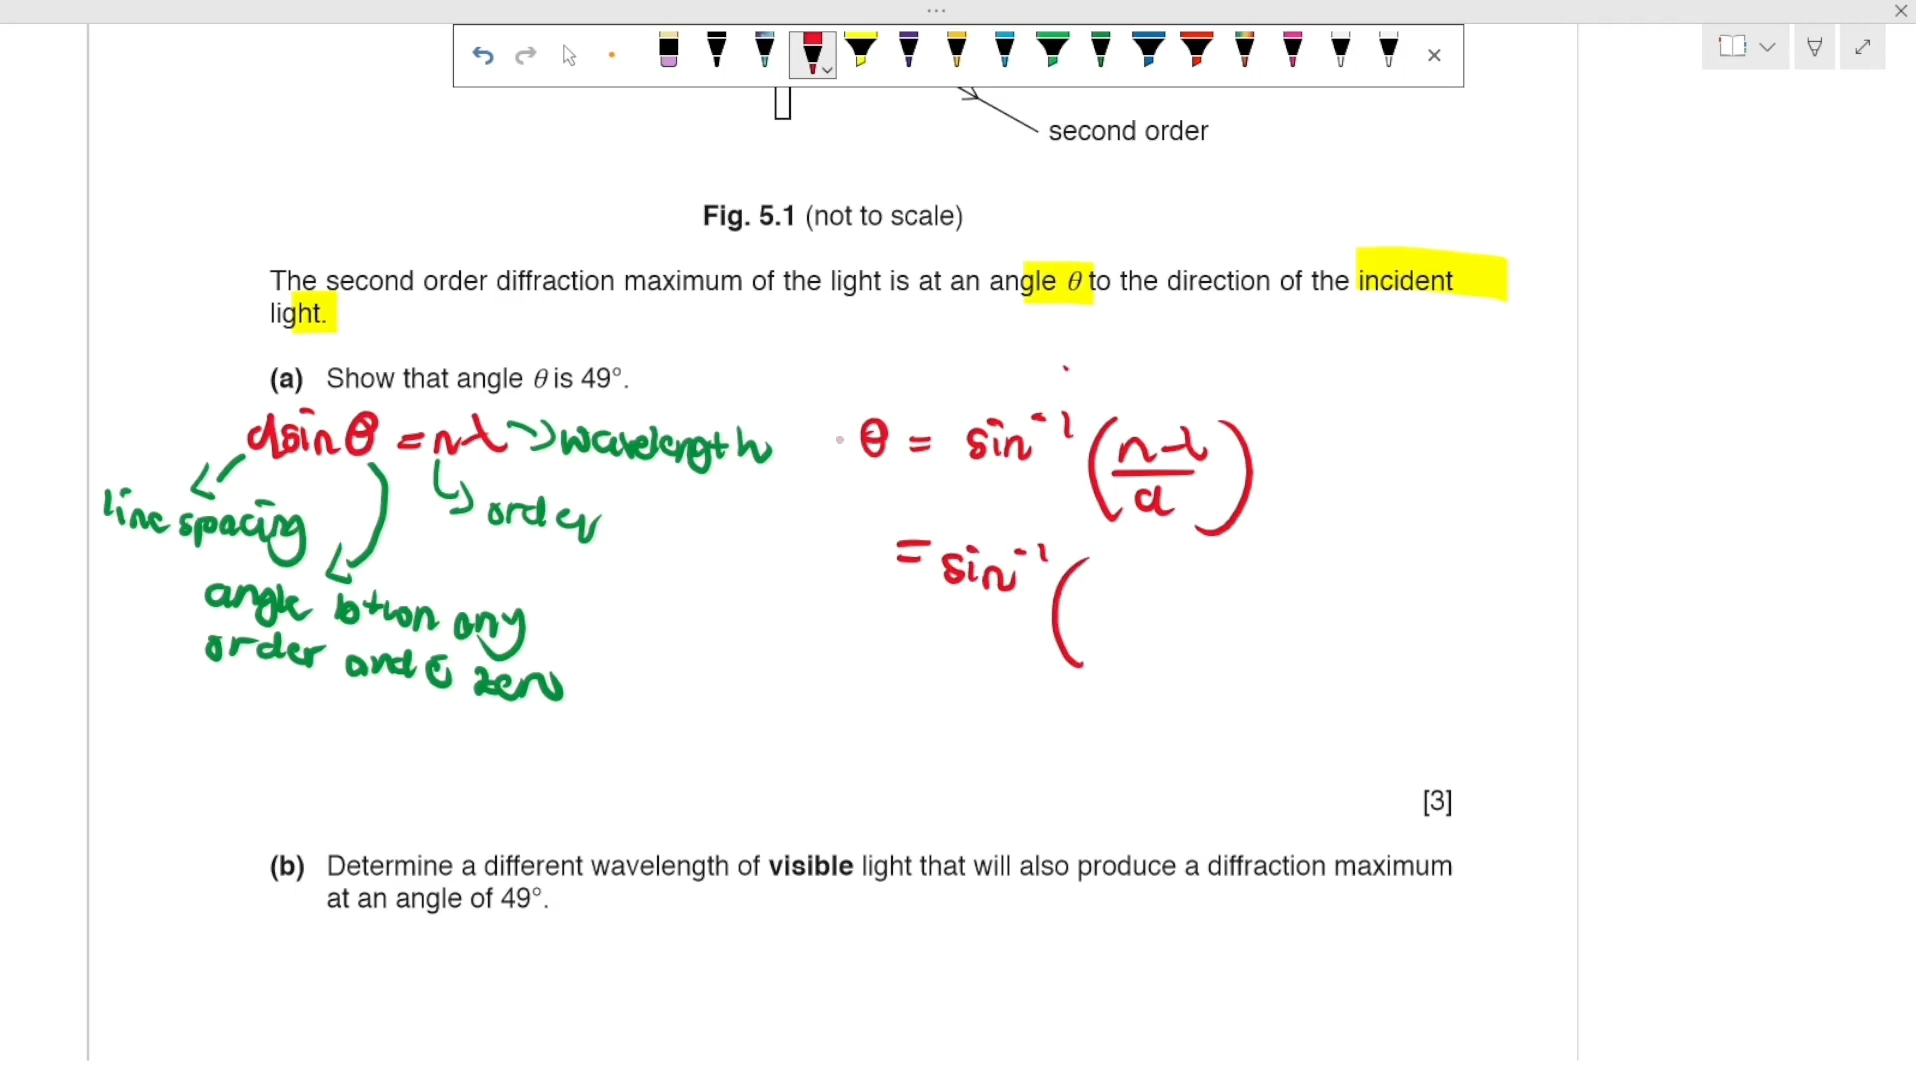 second order
Fig. 5.1 (not to scale)
The second order diffraction maximum of the light is at an angle θ to the direction of the incident
light.
(a) Show that angle θ is 49°.
dsinθ = nλ → wavelength
line spacing
order
angle btwn any
order and zero
θ = sin⁻¹ (nλ/d)
= sin⁻¹ (
[3]
(b) Determine a different wavelength of visible light that will also produce a diffraction maximum
at an angle of 49°.